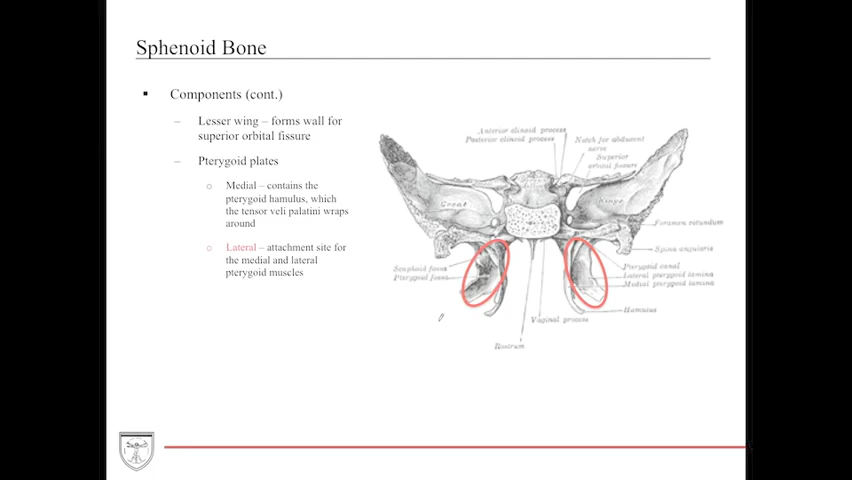 Sphenoid Bone
▪ Components (cont.)
– Lesser wing – forms wall for
superior orbital fissure
– Pterygoid plates
o Medial – contains the
pterygoid hamulus, which
the tensor veli palatini wraps
around
o Lateral – attachment site for
the medial and lateral
pterygoid muscles
Anterior clinoid process
Posterior clinoid process
Notch for abducent
nerve
Superior
orbital fissure
Great
Wings
Foramen rotundum
Spina angularis
Scaphoid fossa
Pterygoid fossa
Pterygoid canal
Lateral pterygoid lamina
Medial pterygoid lamina
Hamulus
Vaginal process
Rostrum